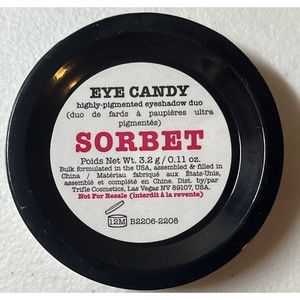 EYE CANDY
highly-pigmented eyeshadow duo
(duo de fards à paupières ultra
pigmentés)
SORBET
Poids Net Wt. 3.2 g / 0.11 oz.
Bulk formulated in the USA, assembled & filled in
China / Matériau fabriqué aux États-Unis,
assemblé et complété en Chine. Dist. by/par
Trifle Cosmetics, Las Vegas NV 89107, USA.
Not For Resale (interdit à la revente)
12M B2206-2208